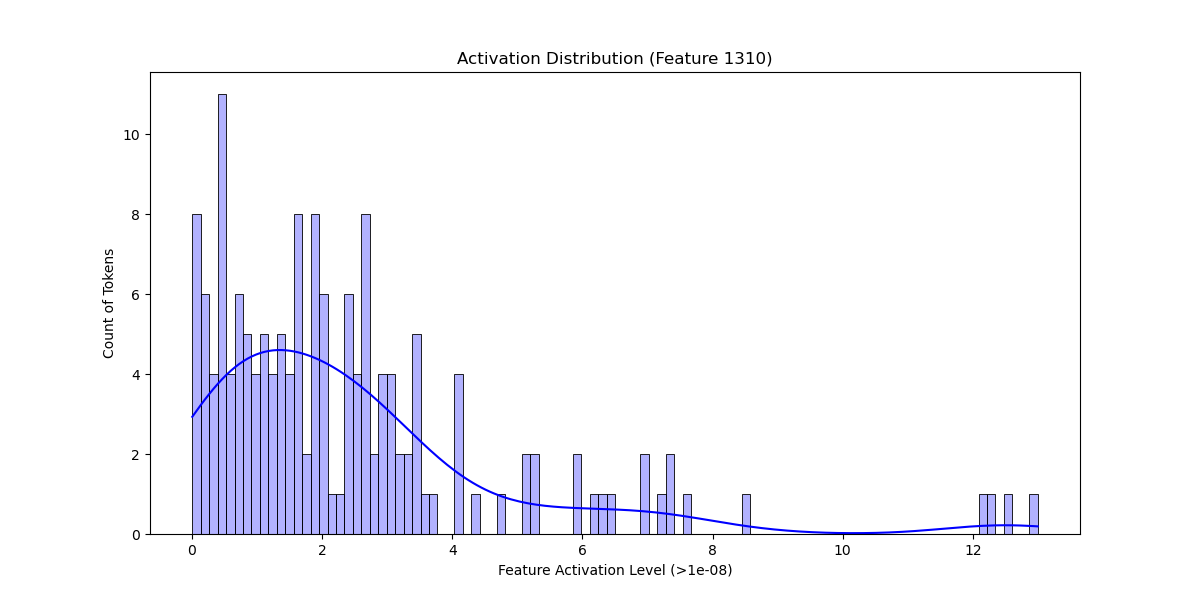 Activation Distribution (Feature 1310)
Count of Tokens
10
8
6
4
2
0
0 2 4 6 8 10 12
Feature Activation Level (>1e-08)